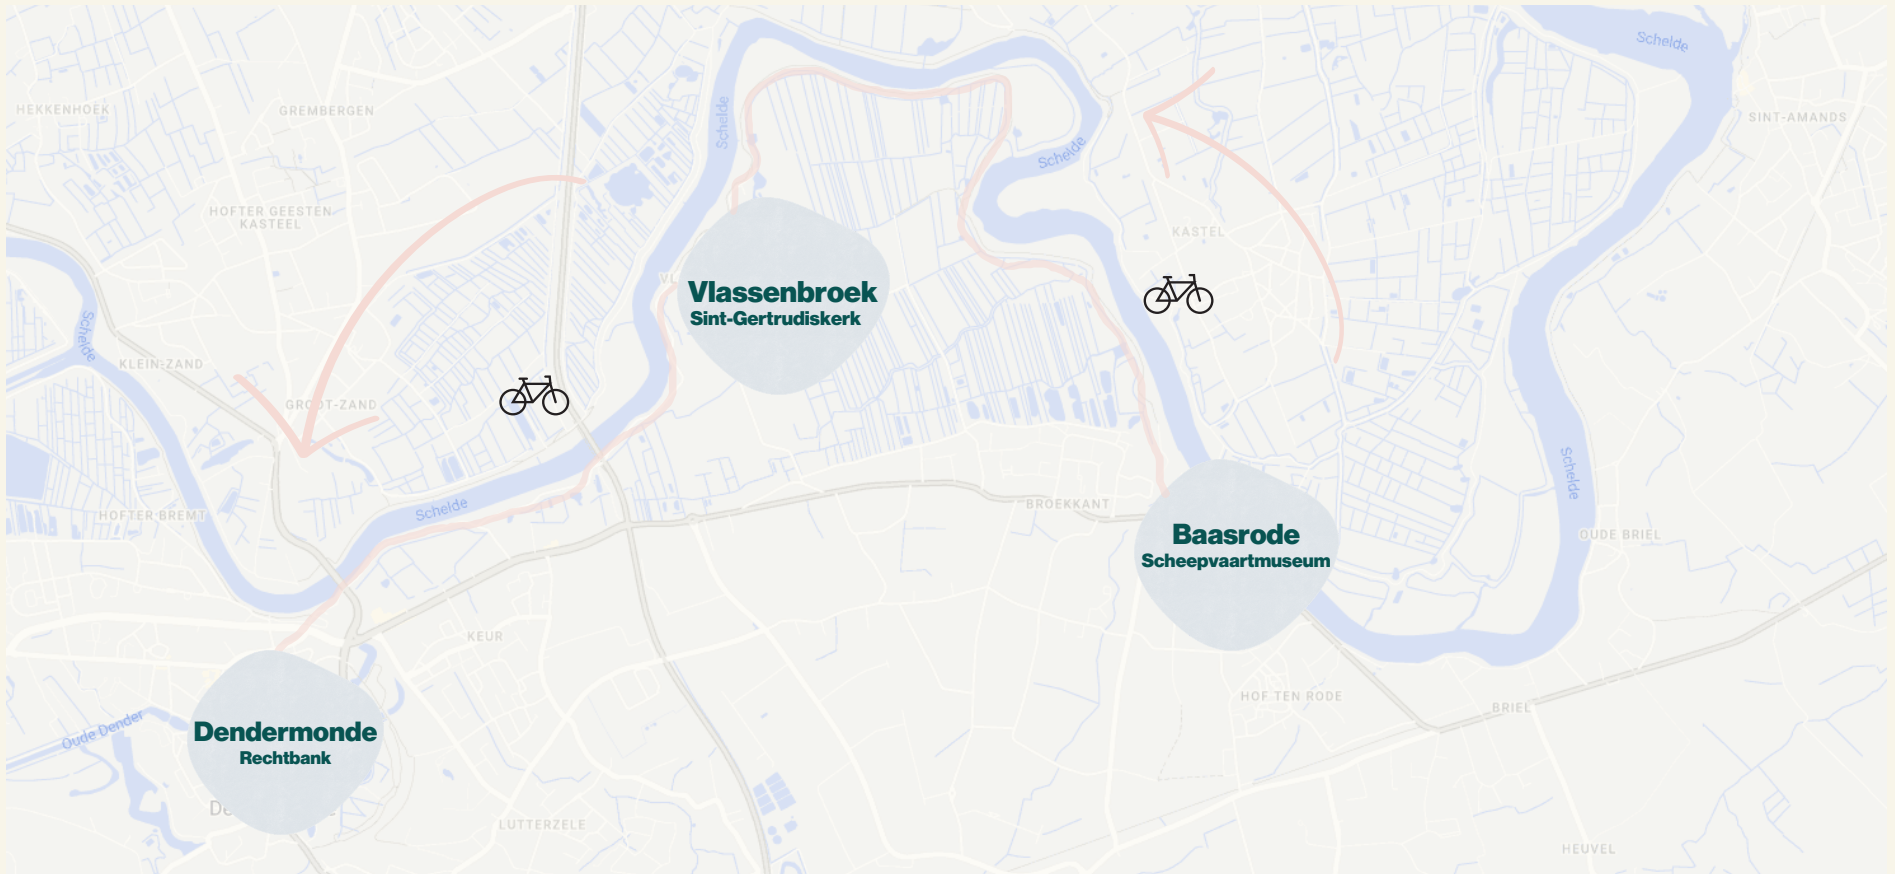 Schelde
HEKKENHOEK
GREMBERGEN
SINT-AMANDS
Schelde
Schelde
HOFTER GEESTEN
KASTEEL
KASTEL
VL
Vlassenbroek
Sint-Gertrudiskerk
Schelde
KLEIN-ZAND
GROOT-ZAND
Schelde
Schelde
HOFTER BREMT
BROEKKANT
Baasrode
Scheepvaartmuseum
OUDE BRIEL
KEUR
HOF TEN RODE
BRIEL
Oude Dender
Dendermonde
Rechtbank
De
LUTTERZELE
HEUVEL